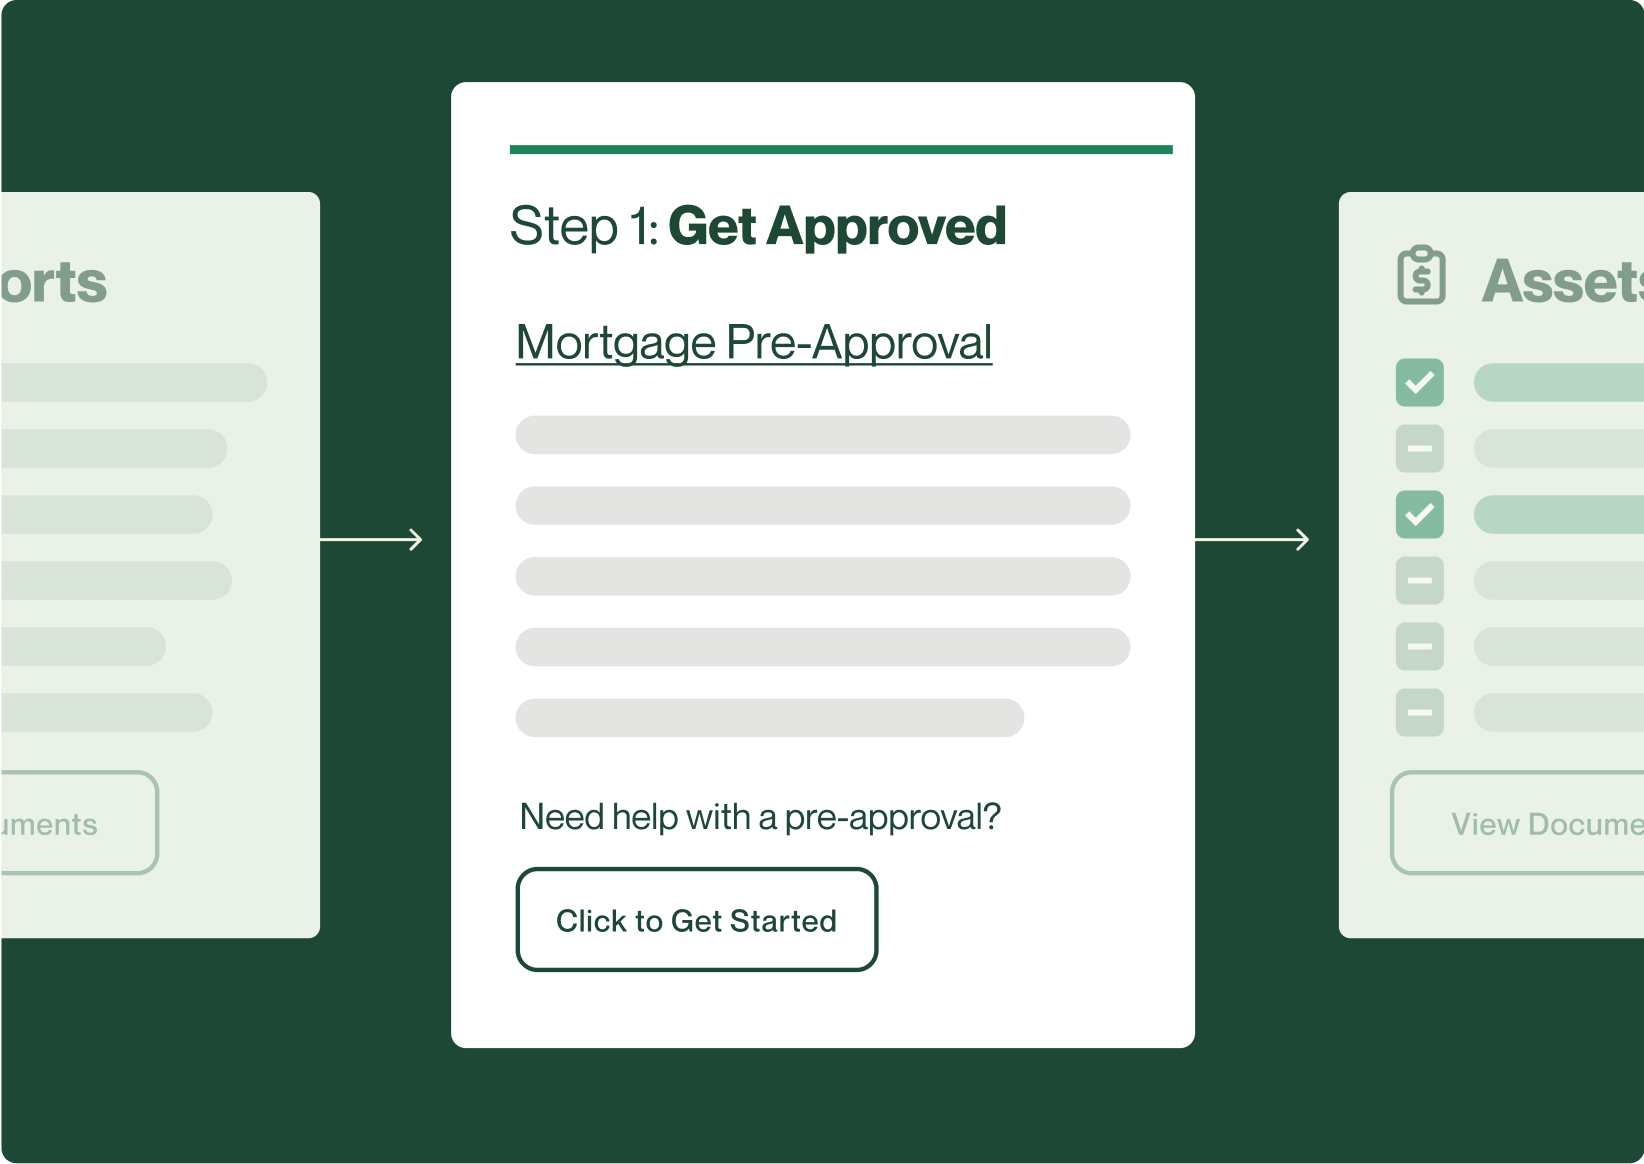 orts
uments
Step 1: Get Approved
Mortgage Pre-Approval
Need help with a pre-approval?
Click to Get Started
Assets
View Docume